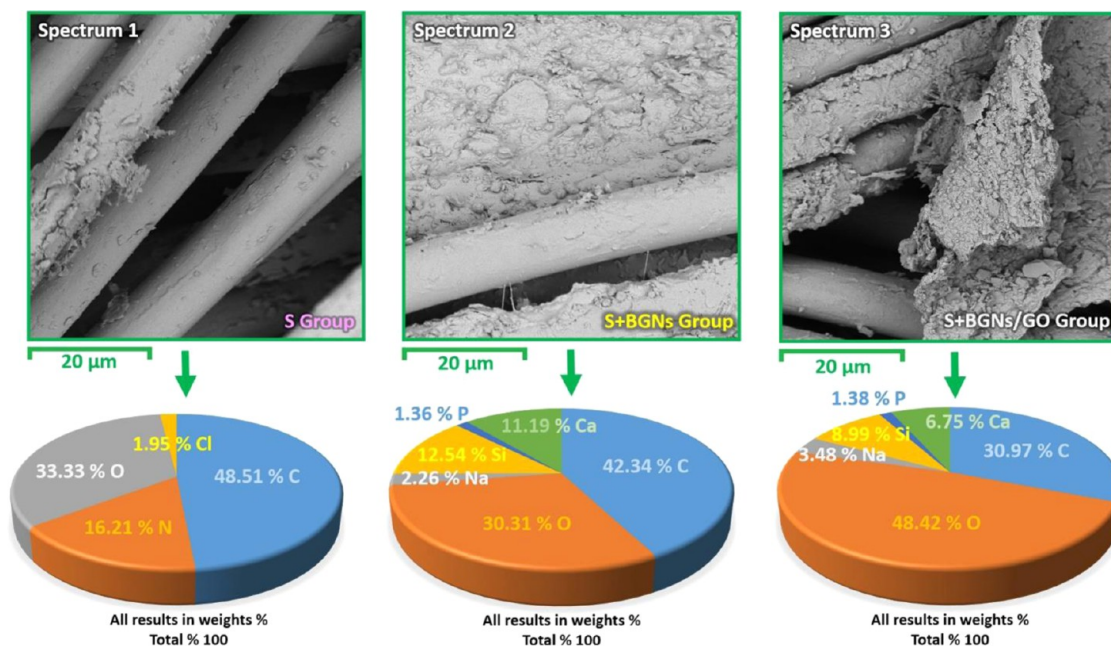 Spectrum 1
S Group
20 µm
1.95 % Cl
33.33 % O
48.51 % C
16.21 % N
All results in weights %
Total % 100
Spectrum 2
S+BGNs Group
20 µm
1.36 % P
11.19 % Ca
12.54 % Si
42.34 % C
2.26 % Na
30.31 % O
All results in weights %
Total % 100
Spectrum 3
S+BGNs/GO Group
20 µm
1.38 % P
6.75 % Ca
8.99 % Si
30.97 % C
3.48 % Na
48.42 % O
All results in weights %
Total % 100